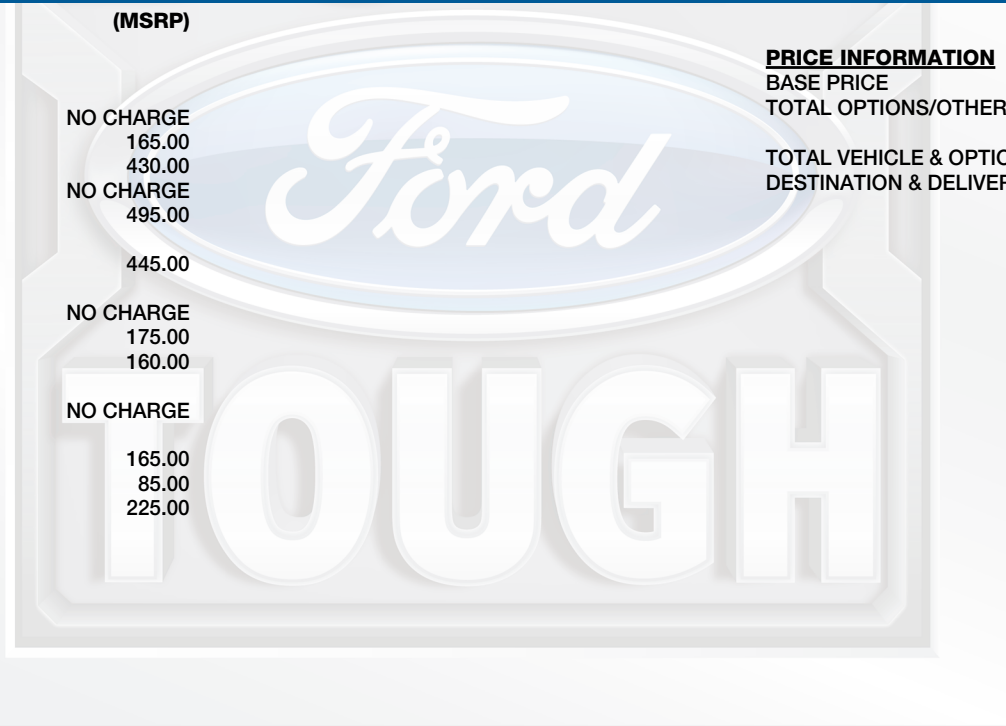 (MSRP)
NO CHARGE
165.00
430.00
NO CHARGE
495.00
445.00
NO CHARGE
175.00
160.00
NO CHARGE
165.00
85.00
225.00
PRICE INFORMATION
BASE PRICE
TOTAL OPTIONS/OTHER
TOTAL VEHICLE & OPTIO
DESTINATION & DELIVER
Ford
TOUGH